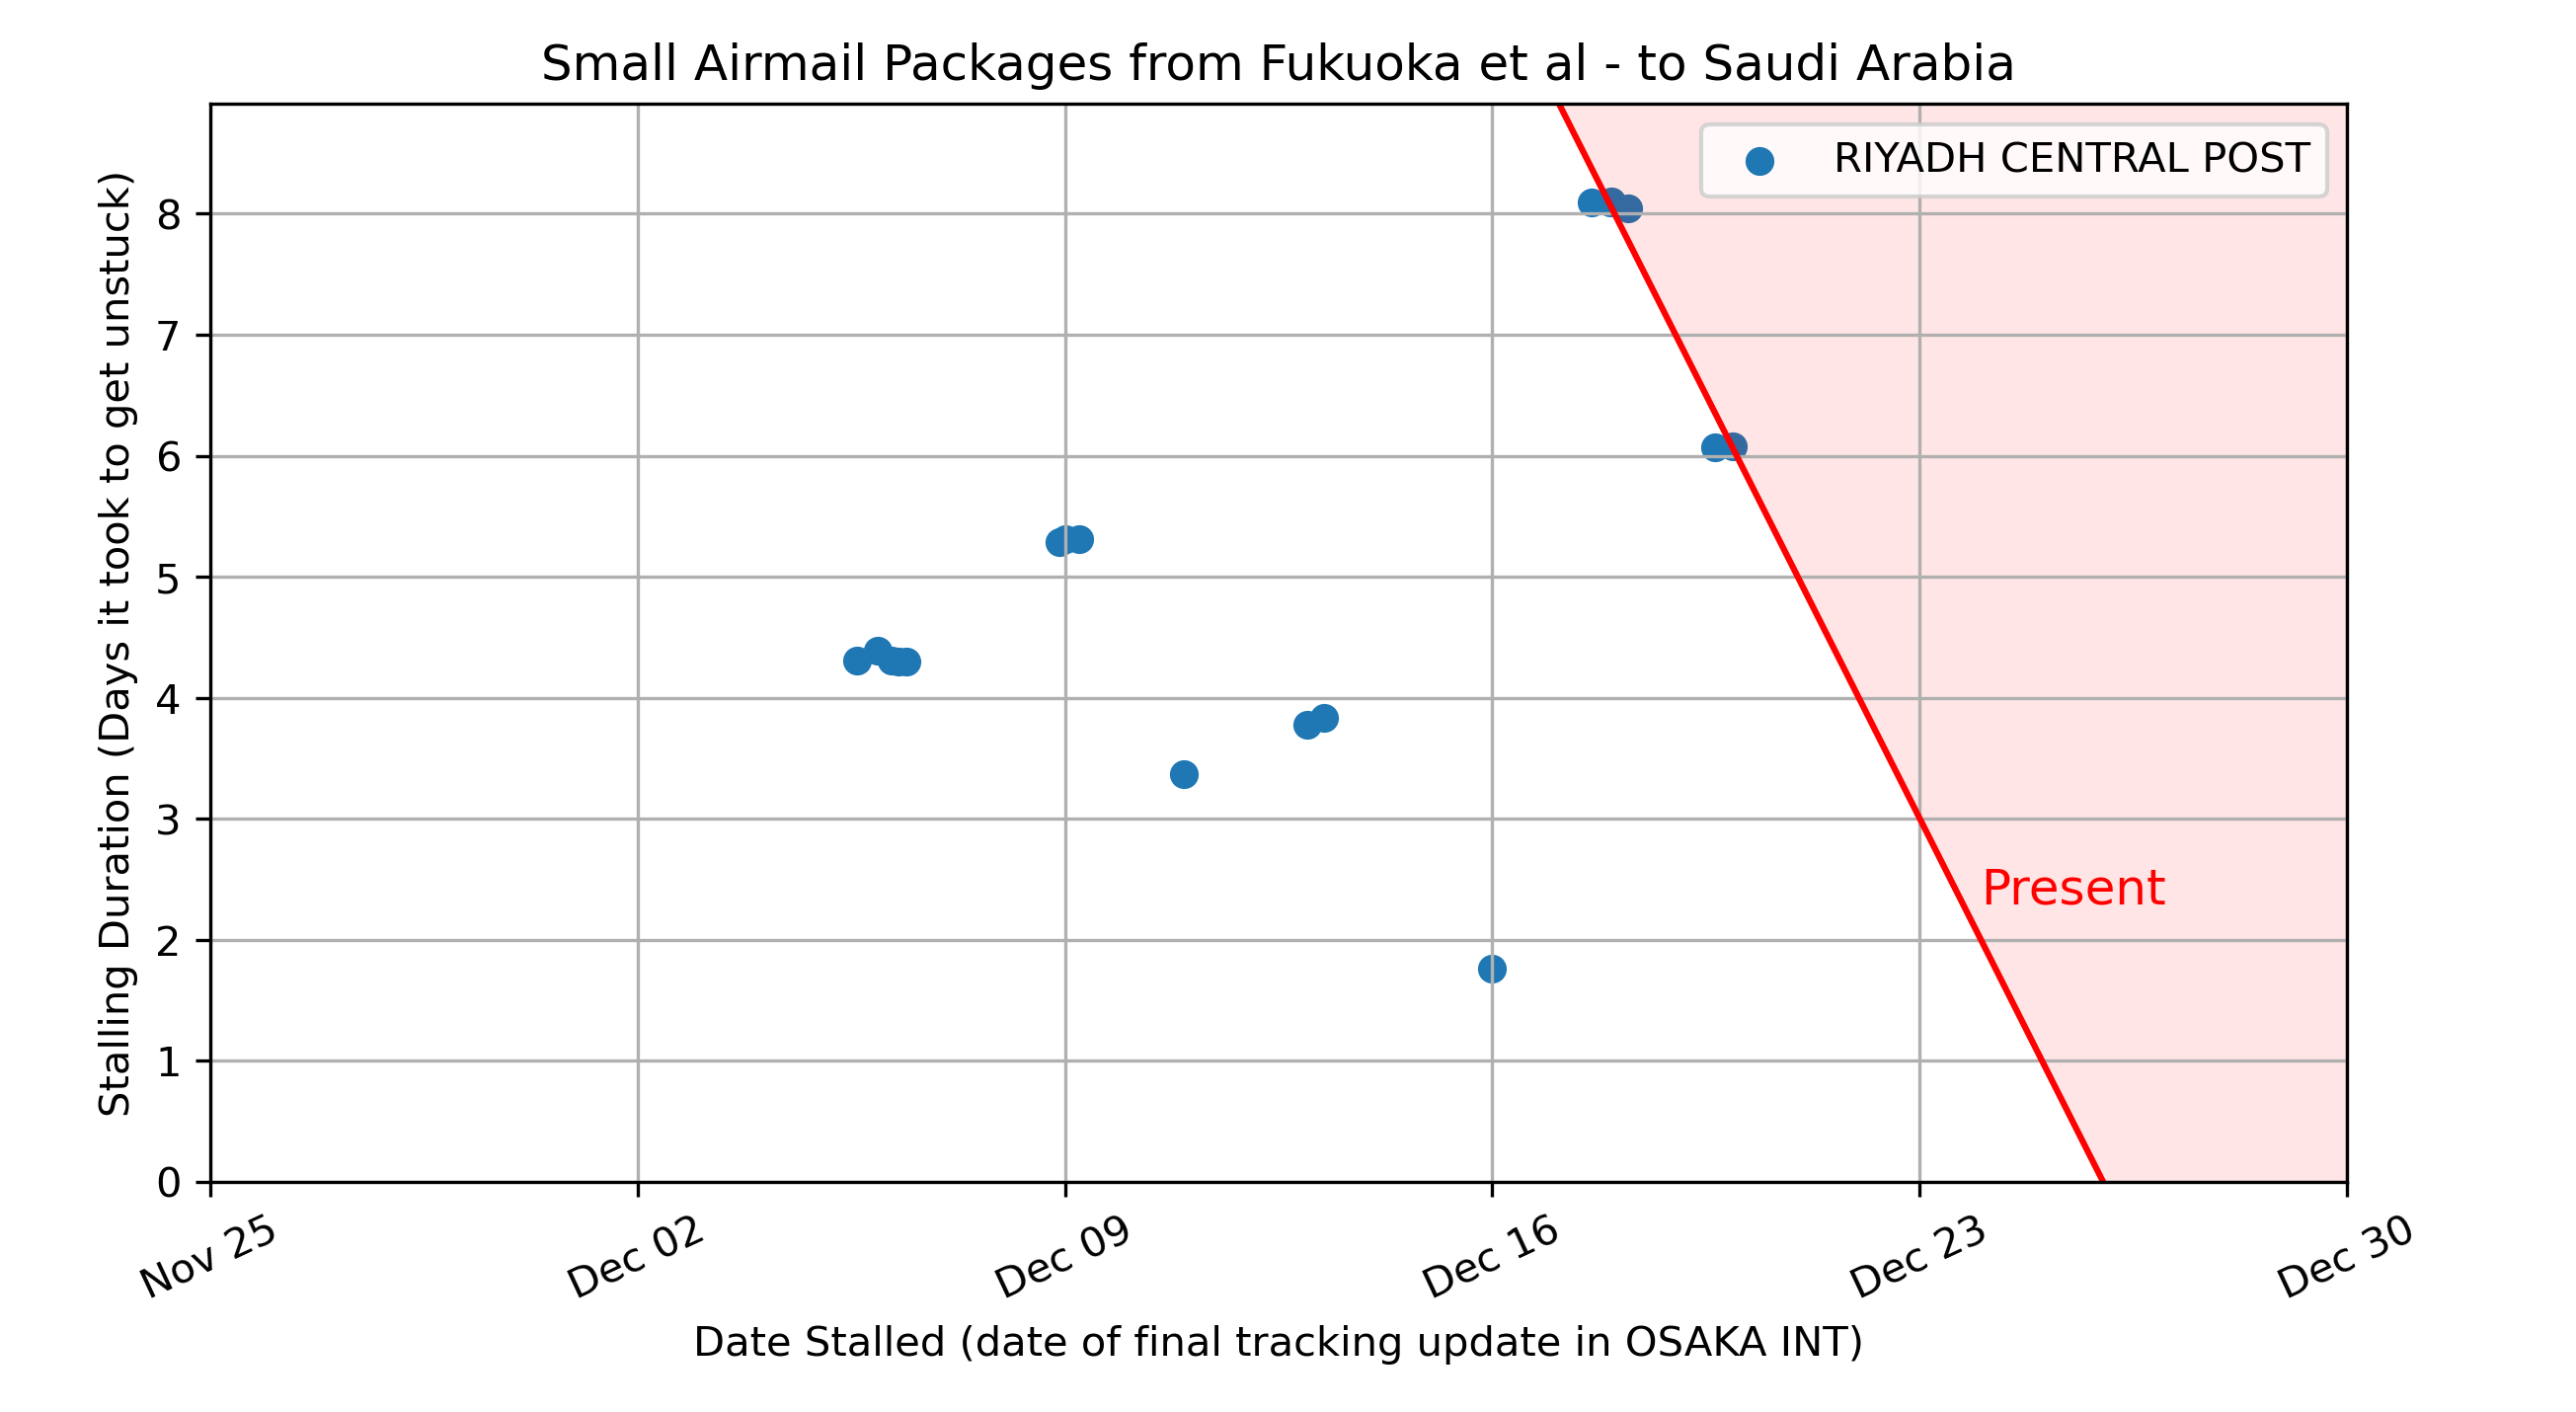 Small Airmail Packages from Fukuoka et al - to Saudi Arabia
RIYADH CENTRAL POST
Stalling Duration (Days it took to get unstuck)
8
7
6
5
4
3
2
1
0
Present
Nov 25
Dec 02
Dec 09
Dec 16
Dec 23
Dec 30
Date Stalled (date of final tracking update in OSAKA INT)